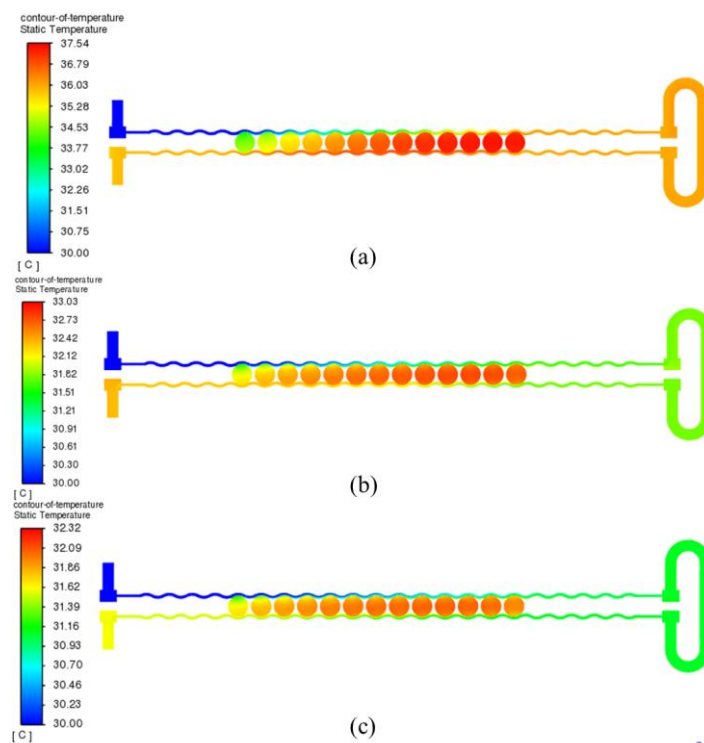 contour-of-temperature
Static Temperature
37.54
36.79
36.03
35.28
34.53
33.77
33.02
32.26
31.51
30.75
30.00
[ C ]
(a)
contour-of-temperature
Static Temperature
33.03
32.73
32.42
32.12
31.82
31.51
31.21
30.91
30.61
30.30
30.00
[ C ]
(b)
contour-of-temperature
Static Temperature
32.32
32.09
31.86
31.62
31.39
31.16
30.93
30.70
30.46
30.23
30.00
[ C ]
(c)